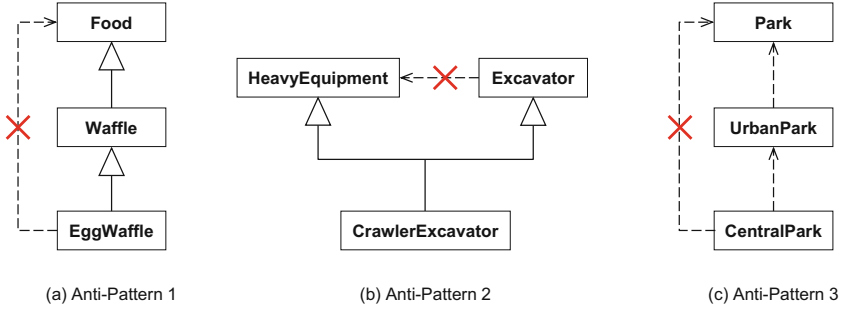 Food
Waffle
EggWaffle
(a) Anti-Pattern 1
HeavyEquipment
Excavator
CrawlerExcavator
(b) Anti-Pattern 2
Park
UrbanPark
CentralPark
(c) Anti-Pattern 3